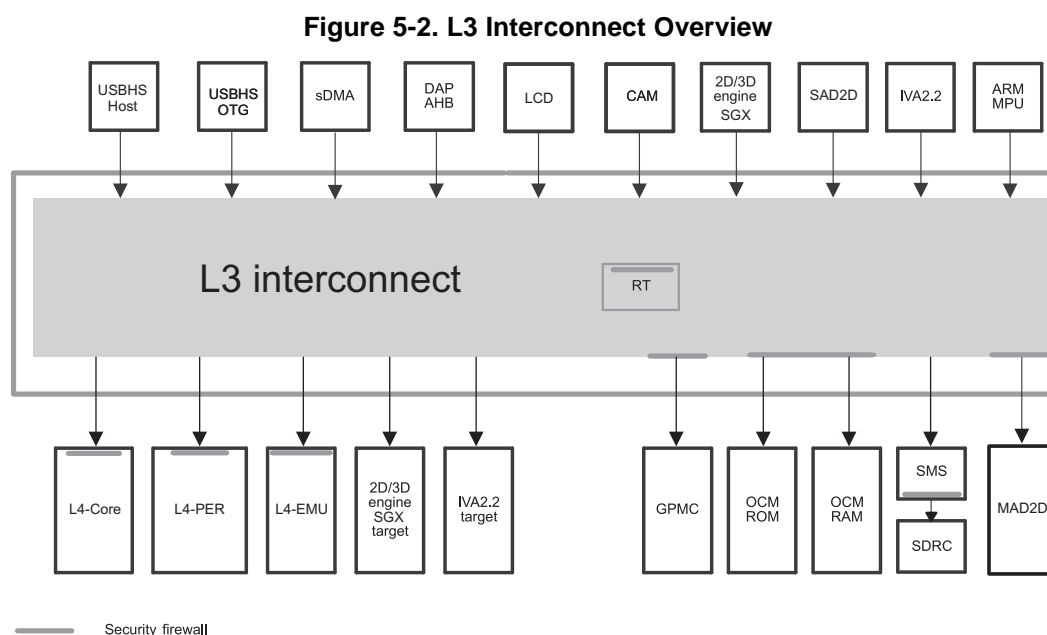 Figure 5-2. L3 Interconnect Overview
USBHS
Host
USBHS
OTG
sDMA
DAP
AHB
LCD
CAM
2D/3D
engine
SGX
SAD2D
IVA2.2
ARM
MPU
L3 interconnect
RT
L4-Core
L4-PER
L4-EMU
2D/3D
engine
SGX
target
IVA2.2
target
GPMC
OCM
ROM
OCM
RAM
SMS
SDRC
MAD2D
Security firewall